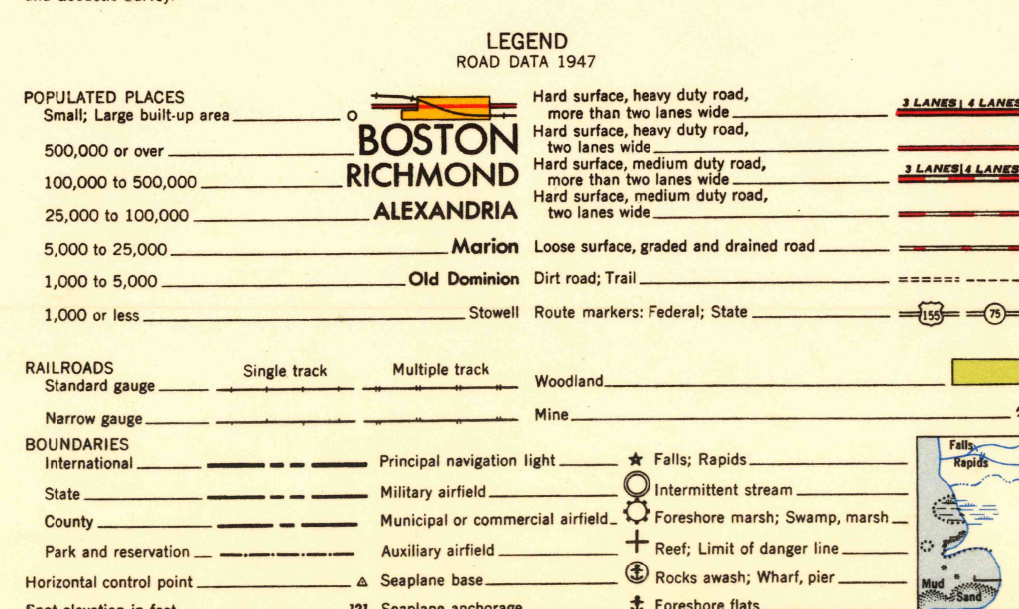 LEGEND
ROAD DATA 1947
POPULATED PLACES
Small; Large built-up area
500,000 or over BOSTON
100,000 to 500,000 RICHMOND
25,000 to 100,000 ALEXANDRIA
5,000 to 25,000 Marion
1,000 to 5,000 Old Dominion
1,000 or less Stowell
Hard surface, heavy duty road,
more than two lanes wide 3 LANES | 4 LANES
Hard surface, heavy duty road,
two lanes wide
Hard surface, medium duty road,
more than two lanes wide 3 LANES | 4 LANES
Hard surface, medium duty road,
two lanes wide
Loose surface, graded and drained road
Dirt road; Trail
Route markers: Federal; State 155 75
RAILROADS Single track Multiple track
Standard gauge
Narrow gauge
Woodland
Mine
BOUNDARIES
International
State
County
Park and reservation
Horizontal control point
Spot elevation in feet 121
Principal navigation light
Military airfield
Municipal or commercial airfield
Auxiliary airfield
Seaplane base
Seaplane anchorage
Falls; Rapids
Intermittent stream
Foreshore marsh; Swamp, marsh
Reef; Limit of danger line
Rocks awash; Wharf, pier
Foreshore flats
Falls
Rapids
Mud
Sand